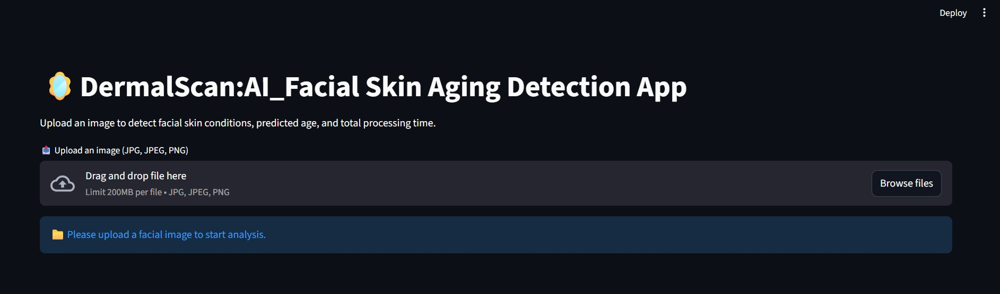 Deploy
DermalScan:AI_Facial Skin Aging Detection App
Upload an image to detect facial skin conditions, predicted age, and total processing time.
Upload an image (JPG, JPEG, PNG)
Drag and drop file here
Limit 200MB per file • JPG, JPEG, PNG
Browse files
Please upload a facial image to start analysis.